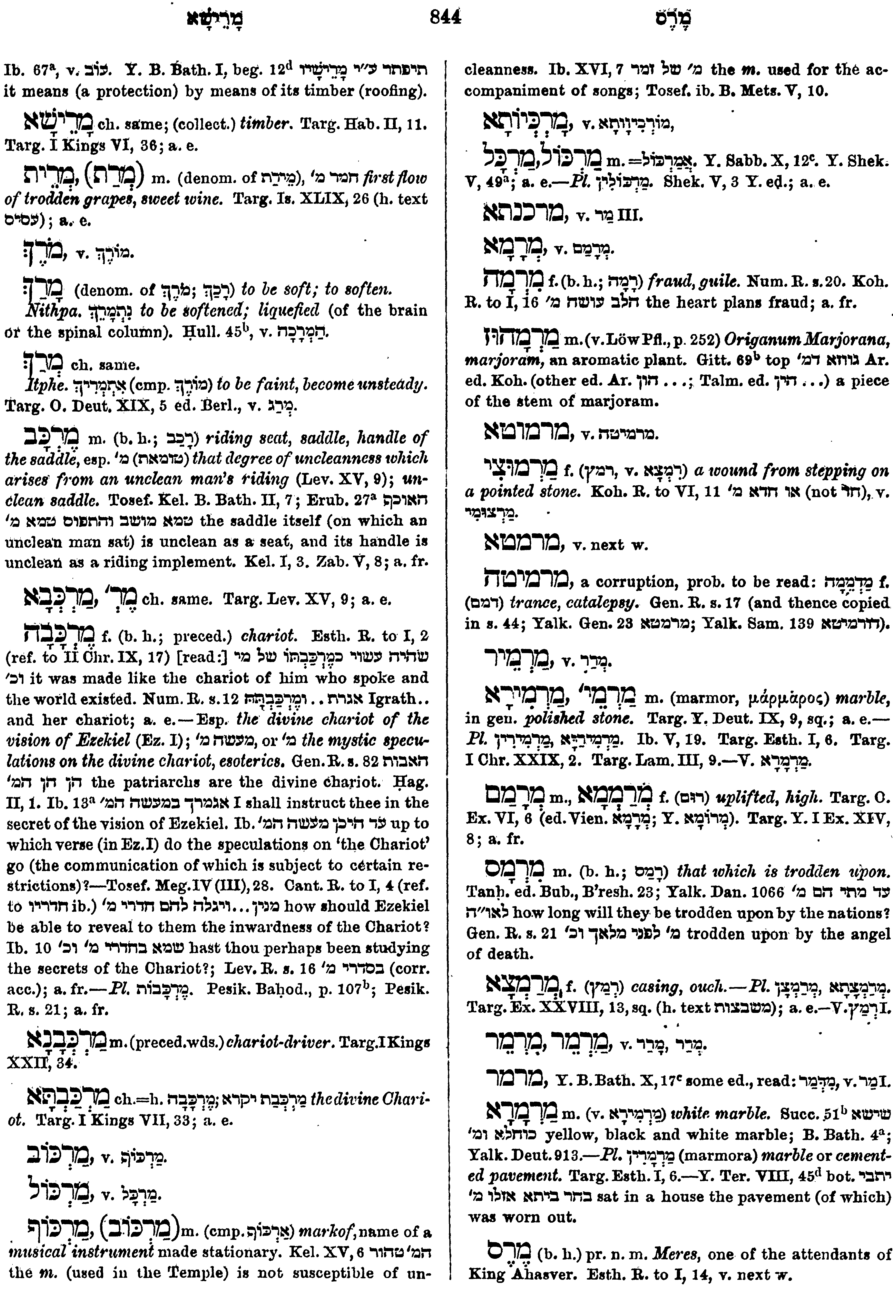 מָרֵישָׁא 844 מֶרֶס
Ib. 67ª, v. עוֹב. Y. B. Bath. I, beg. 12ᵈ תיפתר ע״י מָרֵישָׁיו
it means (a protection) by means of its timber (roofing).
מָרֵישָׁא ch. same; (collect.) timber. Targ. Hab. II, 11.
Targ. I Kings VI, 36; a. e.
מְרִית, (מְרַת) m. (denom. of מֵירַת), חמר מ׳ first flow
of trodden grapes, sweet wine. Targ. Is. XLIX, 26 (h. text
עסיס); a. e.
מֹרֶךְ, v. מוֹרֶךְ.
מָרַךְ (denom. of מֹרֶךְ; רָכַךְ) to be soft; to soften.
Nithpa. נִתְמָרֵךְ to be softened; liquefied (of the brain
or the spinal column). Ḥull. 45ᵇ, v. הַמְרָכָה.
מְרַךְ ch. same.
Itphe. אִתְמְרִיךְ (cmp. מוֹרֶךְ) to be faint, become unsteady.
Targ. O. Deut. XIX, 5 ed. Berl., v. מְרַג.
מֶרְכָּב m. (b. h.; רָכַב) riding seat, saddle, handle of
the saddle, esp. מ׳ (טומאת) that degree of uncleanness which
arises from an unclean man's riding (Lev. XV, 9); un-
clean saddle. Tosef. Kel. B. Bath. II, 7; Erub. 27ª האוכף
טמא מושב והתפוס טמא מ׳ the saddle itself (on which an
unclean man sat) is unclean as a seat, and its handle is
unclean as a riding implement. Kel. I, 3. Zab. V, 8; a. fr.
מַרְכְּבָא, מֶרְ׳ ch. same. Targ. Lev. XV, 9; a. e.
מֶרְכָּבָה f. (b. h.; preced.) chariot. Esth. R. to I, 2
(ref. to II Chr. IX, 17) [read:] שהיה עשוי כמֶרְכַּבְתּוֹ של מי
וכ׳ it was made like the chariot of him who spoke and
the world existed. Num. R. s. 12 אגרת . . ומֶרְכַּבְתָּהּ Igrath..
and her chariot; a. e.—Esp. the divine chariot of the
vision of Ezekiel (Ez. I); מעשה מ׳, or מ׳ the mystic specu-
lations on the divine chariot, esoterics. Gen. R. s. 82 האבות
הן הן המ׳ the patriarchs are the divine chariot. Ḥag.
II, 1. Ib. 13ª אגמרך במעשה המ׳ I shall instruct thee in the
secret of the vision of Ezekiel. Ib. עד היכן מעשה המ׳ up to
which verse (in Ez. I) do the speculations on 'the Chariot'
go (the communication of which is subject to certain re-
strictions)?—Tosef. Meg. IV (III), 28. Cant. R. to I, 4 (ref.
to חדריו ib.) מנין...ויגלה להם חדרי מ׳ how should Ezekiel
be able to reveal to them the inwardness of the Chariot?
Ib. 10 שמא בחדרי מ׳ וכ׳ hast thou perhaps been studying
the secrets of the Chariot?; Lev. R. s. 16 בסדרי מ׳ (corr.
acc.); a. fr.—Pl. מֶרְכָּבוֹת. Pesik. Baḥod., p. 107ᵇ; Pesik.
R. s. 21; a. fr.
מַרְכְּבָנָא m. (preced. wds.) chariot-driver. Targ. I Kings
XXII, 34.
מַרְכַּבְתָּא ch.=h. מֶרְכָּבָה; מַרְכְּבַת יקרא the divine Chari-
ot. Targ. I Kings VII, 33; a. e.
מַרְכּוֹב, v. מַרְכּוֹף.
מַרְכּוֹל, v. מַרְכָּל.
מַרְכּוֹף, (מַרְכּוֹב) m. (cmp. אַרְכּוֹף) markof, name of a
musical instrument made stationary. Kel. XV, 6 המ׳ טהור
the m. (used in the Temple) is not susceptible of un-
cleanness. Ib. XVI, 7 מ׳ של זמר the m. used for the ac-
companiment of songs; Tosef. ib. B. Mets. V, 10.
מַרְכְּיוֹתָא, v. מוֹרְכְיְוָתָא,
מַרְכּוֹל, מַרְכָּל m.=אֲמַרְכּוֹל. Y. Sabb. X, 12ᶜ. Y. Shek.
V, 49ª; a. e.—Pl. מַרְכּוֹלִין. Shek. V, 3 Y. ed.; a. e.
מרכנתא, v. מר III.
מְרָמָא, v. מְרָמַם.
מִרְמָה f. (b. h.; רָמָה) fraud, guile. Num. R. s. 20. Koh.
R. to I, 16 חלב עושה מ׳ the heart plans fraud; a. fr.
מַרְמָהוּז m. (v. Löw Pfl., p. 252) Origanum Marjorana,
marjoram, an aromatic plant. Gitt. 69ᵇ top גווזא דמ׳ Ar.
ed. Koh. (other ed. Ar. הון . . .; Talm. ed. הין . . .) a piece
of the stem of marjoram.
מרמוטא, v. מרמיטה.
מַרְמוּצֵי f. (רמץ, v. רִמְצָא) a wound from stepping on
a pointed stone. Koh. R. to VI, 11 או חדא מ׳ (not חד), v.
מַרְצוּמֵי.
מרמטא, v. next w.
מרמיטה, a corruption, prob. to be read: מַדְמֵמָה f.
(דמם) trance, catalepsy. Gen. R. s. 17 (and thence copied
in s. 44; Yalk. Gen. 23 מרמטא; Yalk. Sam. 139 דורמיטא).
מַרְמִיר, v. מְרַר.
מַרְמֵי׳, מַרְמֵירָא m. (marmor, μάρμαρος) marble,
in gen. polished stone. Targ. Y. Deut. IX, 9, sq.; a. e.—
Pl. מַרְמֵירַיָּא, מַרְמֵירִין. Ib. V, 19. Targ. Esth. I, 6. Targ.
I Chr. XXIX, 2. Targ. Lam. III, 9.—V. מַרְמְרָא.
מְרָמַם m., מְרֹמְמָא f. (רום) uplifted, high. Targ. O.
Ex. VI, 6 (ed. Vien. מְרָמָא; Y. מְרוֹמָא). Targ. Y. I Ex. XIV,
8; a. fr.
מִרְמָס m. (b. h.; רָמַס) that which is trodden upon.
Tanḥ. ed. Bub., B'resh. 23; Yalk. Dan. 1066 עד מתי הם מ׳
לאו״ה how long will they be trodden upon by the nations?
Gen. R. s. 21 מ׳ לפני מלאך וכ׳ trodden upon by the angel
of death.
מְרַמְּצָא f. (רְמַץ) casing, ouch.—Pl. מְרַמְּצָן, מְרַמְּצָתָא.
Targ. Ex. XXVIII, 13, sq. (h. text משבצות); a. e.—V. רְמַץ I.
מַרְמֵר, מְרַמֵּר, v. מְרַר, מָרַר.
מרמר, Y. B. Bath. X, 17ᶜ some ed., read: מְדַּמַּר, v. זמר I.
מַרְמְרָא m. (v. מַרְמֵירָא) white marble. Succ. 51ᵇ שישא
כוחלא ומ׳ yellow, black and white marble; B. Bath. 4ª;
Yalk. Deut. 913.—Pl. מַרְמְרִין (marmora) marble or cement-
ed pavement. Targ. Esth. I, 6.—Y. Ter. VIII, 45ᵈ bot. יתבי
בחר ביתא אזלו מ׳ sat in a house the pavement (of which)
was worn out.
מֶרֶס (b. h.) pr. n. m. Meres, one of the attendants of
King Ahasver. Esth. R. to I, 14, v. next w.